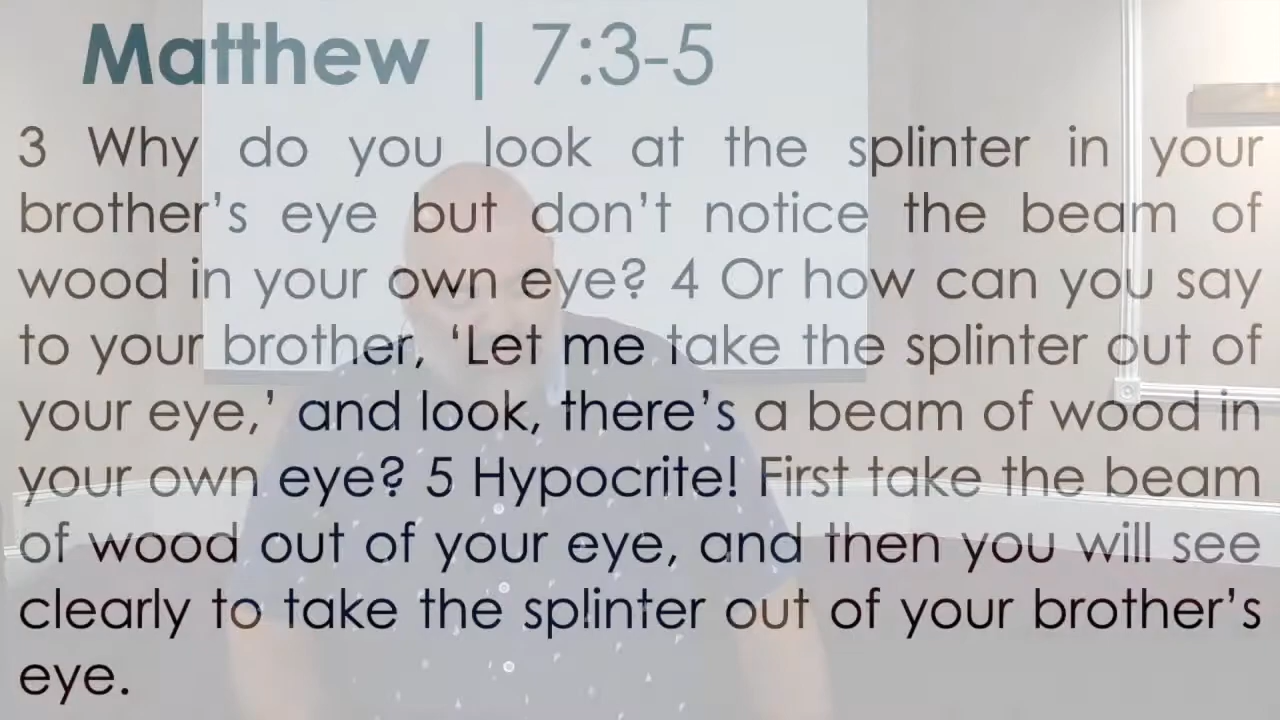 Matthew | 7:3-5
3 Why do you look at the splinter in your
brother’s eye but don’t notice the beam of
wood in your own eye? 4 Or how can you say
to your brother, ‘Let me take the splinter out of
your eye,’ and look, there’s a beam of wood in
your own eye? 5 Hypocrite! First take the beam
of wood out of your eye, and then you will see
clearly to take the splinter out of your brother’s
eye.